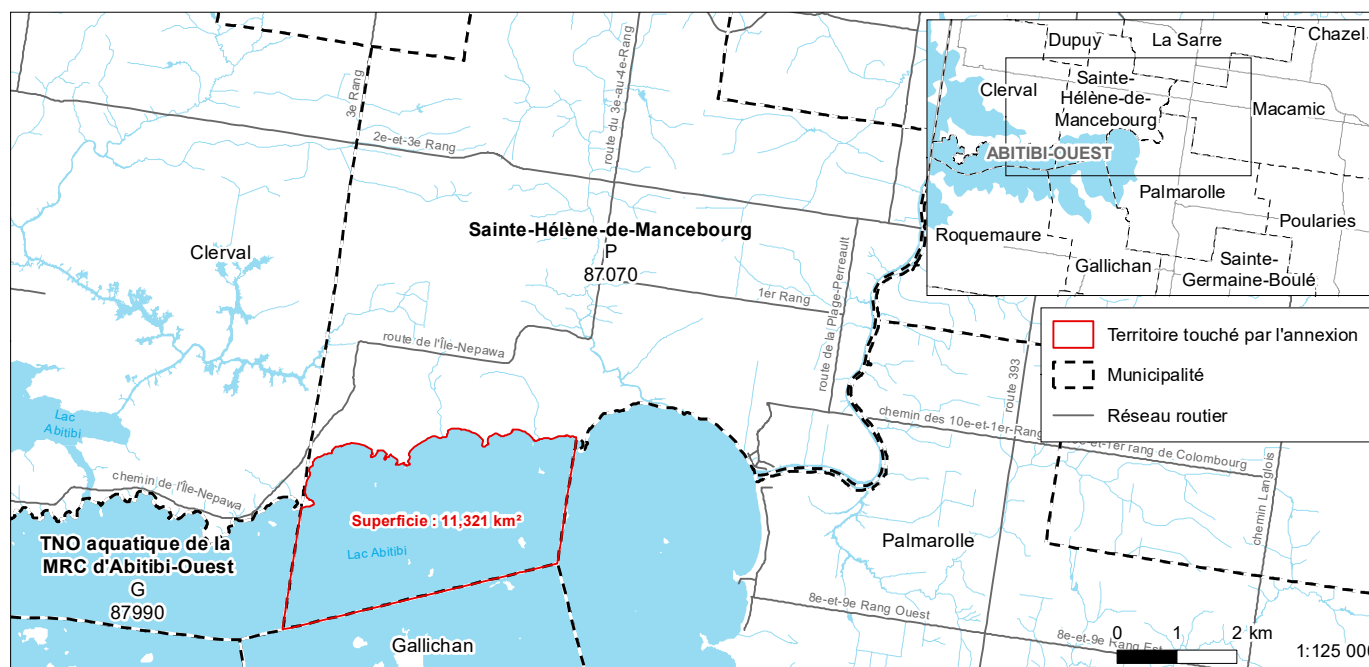 3e Rang
2e-et-3e Rang
route du 3e-au-4e-Rang
Clerval
Sainte-Hélène-de-Mancebourg
P
87070
1er Rang
route de la Plage-Perreault
route de l'Île-Nepawa
Lac
Abitibi
chemin de l'Île-Nepawa
TNO aquatique de la
MRC d'Abitibi-Ouest
G
87990
Superficie : 11,321 km²
Lac Abitibi
Gallichan
Palmarolle
8e-et-9e Rang Ouest
8e-et-9e Rang Est
route 393
chemin des 10e-et-1er-Rang
e-et-1er rang de Colombourg
chemin Langlois
Dupuy
La Sarre
Chazel
Clerval
Sainte-
Hélène-de-
Mancebourg
Macamic
ABITIBI-OUEST
Palmarolle
Poularies
Roquemaure
Gallichan
Sainte-
Germaine-Boulé
Territoire touché par l'annexion
Municipalité
Réseau routier
0 1 2 km
1:125 000